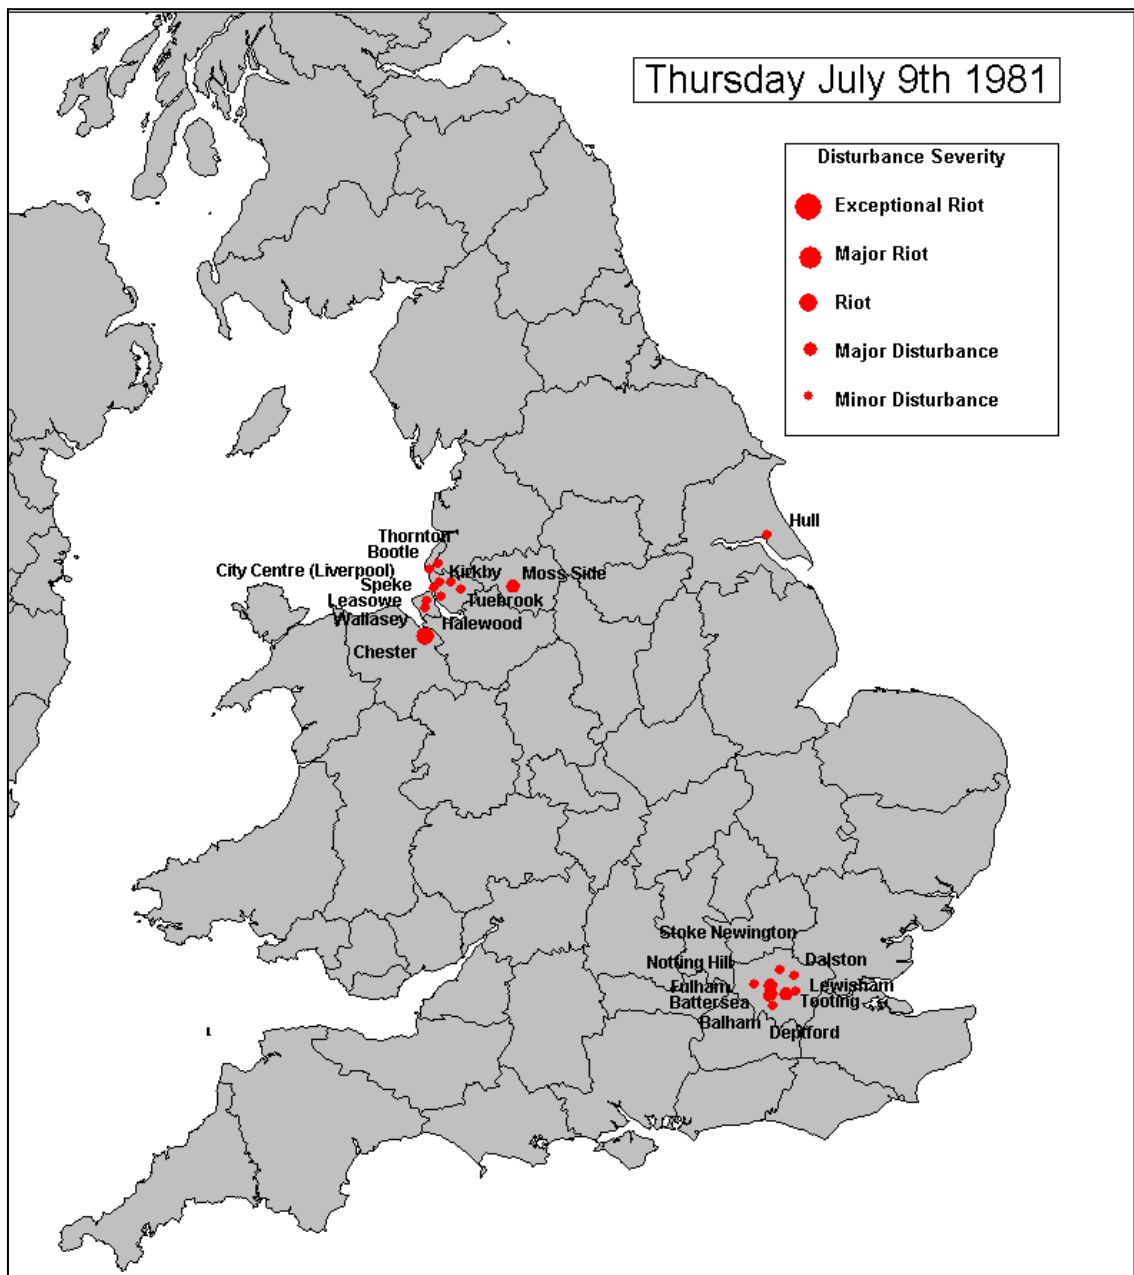 Thursday July 9th 1981
Disturbance Severity
Exceptional Riot
Major Riot
Riot
Major Disturbance
Minor Disturbance
Hull
Thornton
Bootle
City Centre (Liverpool)
Kirkby
Moss Side
Speke
Leasowe
Tuebrook
Wallasey
Halewood
Chester
Stoke Newington
Notting Hill
Dalston
Fulham
Lewisham
Battersea
Tooting
Balham
Deptford